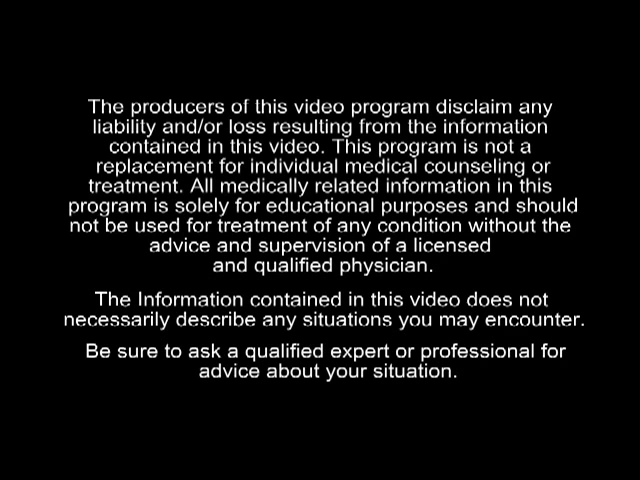 The producers of this video program disclaim any
liability and/or loss resulting from the information
contained in this video. This program is not a
replacement for individual medical counseling or
treatment. All medically related information in this
program is solely for educational purposes and should
not be used for treatment of any condition without the
advice and supervision of a licensed
and qualified physician.
The Information contained in this video does not
necessarily describe any situations you may encounter.
Be sure to ask a qualified expert or professional for
advice about your situation.